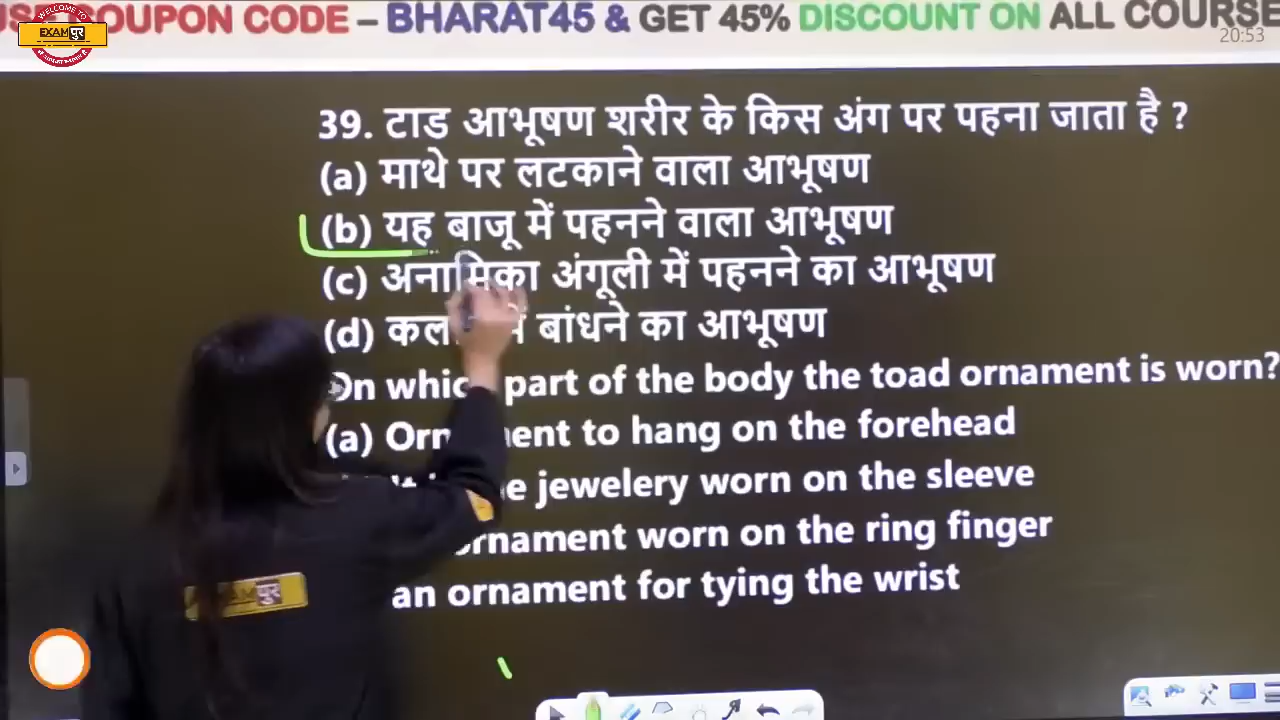 COUPON CODE – BHARAT45 & GET 45% DISCOUNT ON ALL COURSE
20:53
WELCOME TO
EXAMपुर
39. टाड आभूषण शरीर के किस अंग पर पहना जाता है ?
(a) माथे पर लटकाने वाला आभूषण
(b) यह बाजू में पहनने वाला आभूषण
(c) अनामिका अंगूली में पहनने का आभूषण
(d) बांधने का आभूषण
part of the body the toad ornament is worn?
(a) to hang on the forehead
jewelery worn on the sleeve
worn on the ring finger
an ornament for tying the wrist
पुर